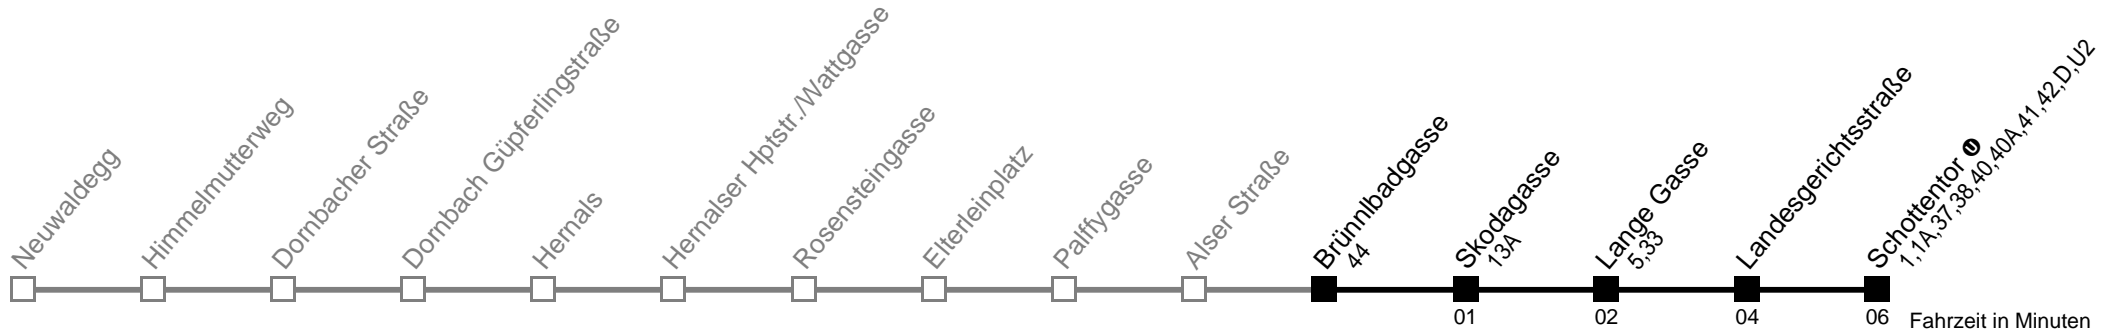 Neuwaldegg
Himmelmutterweg
Dornbacher Straße
Dornbach Güpferlingstraße
Hernals
Hernalser Hptstr./Wattgasse
Rosensteingasse
Elterleinplatz
Palffygasse
Alser Straße
Brünnlbadgasse
44
Skodagasse
13A
Lange Gasse
5,33
Landesgerichtsstraße
Schottentor U
1,1A,37,38,40,40A,41,42,D,U2
01
02
04
06
Fahrzeit in Minuten